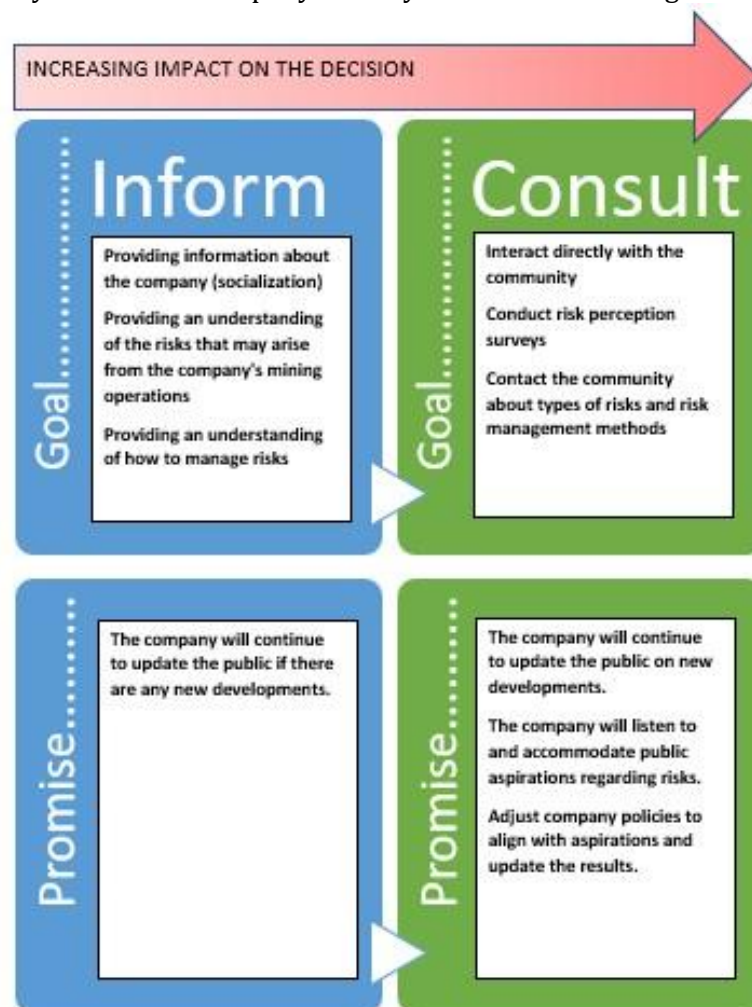 INCREASING IMPACT ON THE DECISION
Goal....................
Inform
Providing information about
the company (socialization)
Providing an understanding
of the risks that may arise
from the company's mining
operations
Providing an understanding
of how to manage risks
Goal....................
Consult
Interact directly with the
community
Conduct risk perception
surveys
Contact the community
about types of risks and risk
management methods
Promise...........
The company will continue
to update the public if there
are any new developments.
Promise...........
The company will continue
to update the public on new
developments.
The company will listen to
and accommodate public
aspirations regarding risks.
Adjust company policies to
align with aspirations and
update the results.